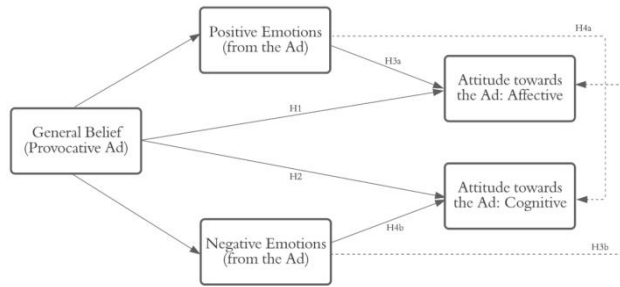 Positive Emotions
(from the Ad)
H4a
H3a
Attitude towards
the Ad: Affective
H1
General Belief
(Provocative Ad)
H2
Attitude towards
the Ad: Cognitive
H4b
Negative Emotions
(from the Ad)
H3b